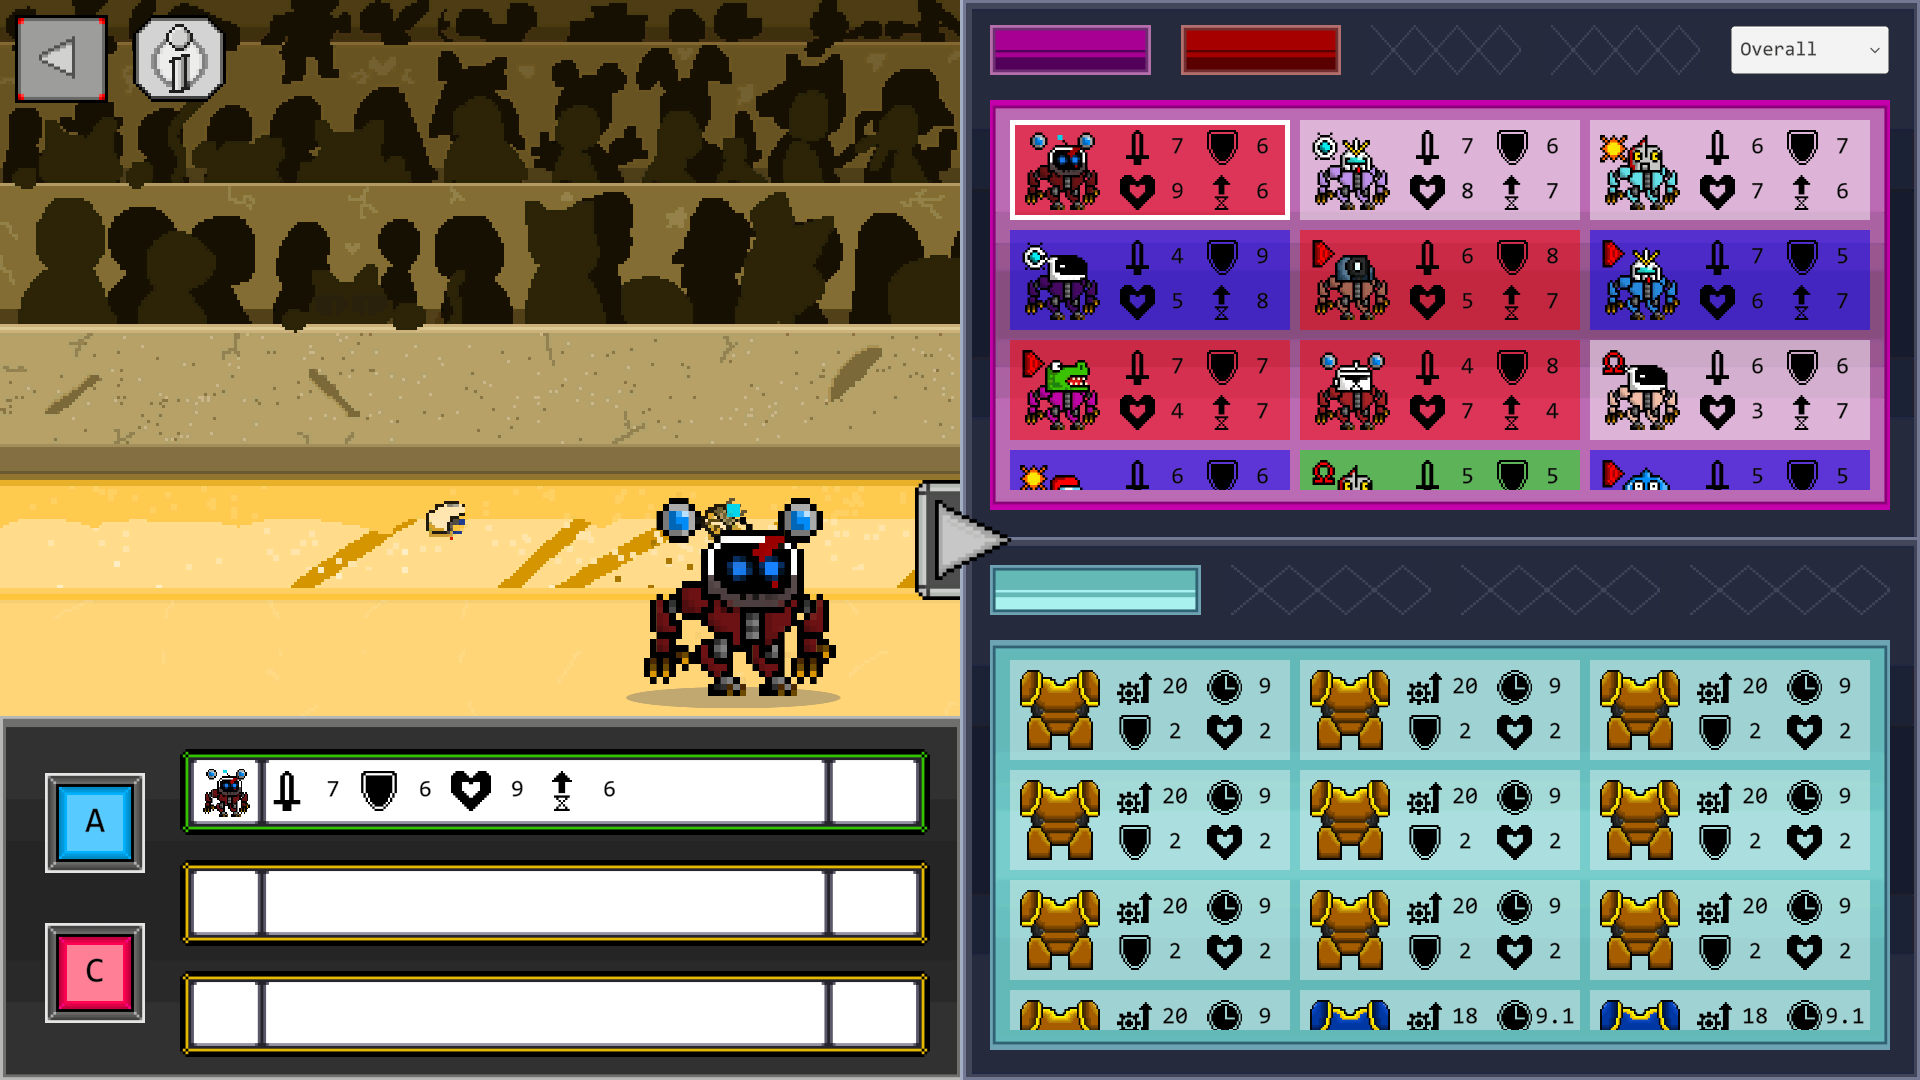 Overall
7 6 7 6 6 7
9 6 8 7 7 6
4 9 6 8 7 5
5 8 5 7 6 7
7 7 4 8 6 6
4 7 7 4 3 7
6 6 5 5 5 5
A
7 6 9 6
C
20 9 20 9 20 9
2 2 2 2 2 2
20 9 20 9 20 9
2 2 2 2 2 2
20 9 20 9 20 9
2 2 2 2 2 2
20 9 18 9.1 18 9.1